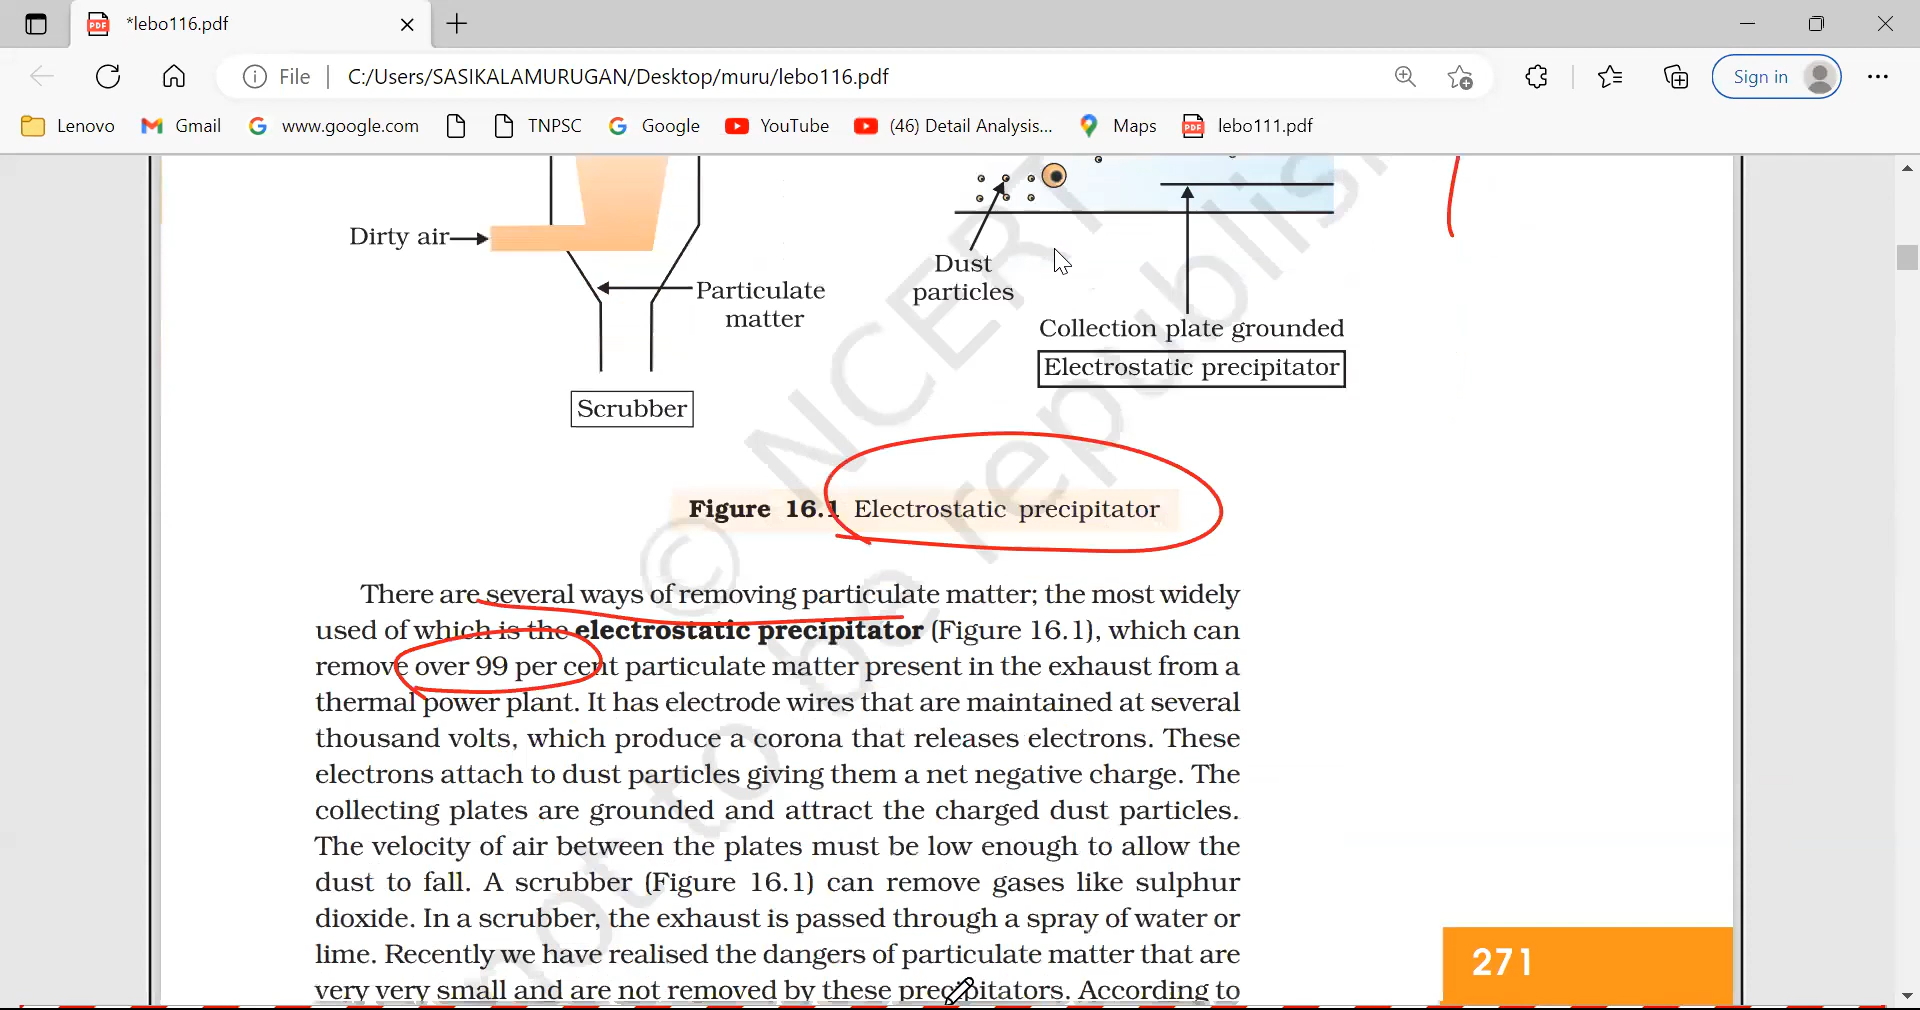 *lebo116.pdf
File
C:/Users/SASIKALAMURUGAN/Desktop/muru/lebo116.pdf
Sign in
Lenovo
Gmail
www.google.com
TNPSC
Google
YouTube
(46) Detail Analysis...
Maps
lebo111.pdf
Dirty air
Particulate
matter
Scrubber
Dust
particles
Collection plate grounded
Electrostatic precipitator
Figure 16.1 Electrostatic precipitator
There are several ways of removing particulate matter; the most widely
used of which is the electrostatic precipitator (Figure 16.1), which can
remove over 99 per cent particulate matter present in the exhaust from a
thermal power plant. It has electrode wires that are maintained at several
thousand volts, which produce a corona that releases electrons. These
electrons attach to dust particles giving them a net negative charge. The
collecting plates are grounded and attract the charged dust particles.
The velocity of air between the plates must be low enough to allow the
dust to fall. A scrubber (Figure 16.1) can remove gases like sulphur
dioxide. In a scrubber, the exhaust is passed through a spray of water or
lime. Recently we have realised the dangers of particulate matter that are
very very small and are not removed by these precipitators. According to
271
© NCERT
not to be republis